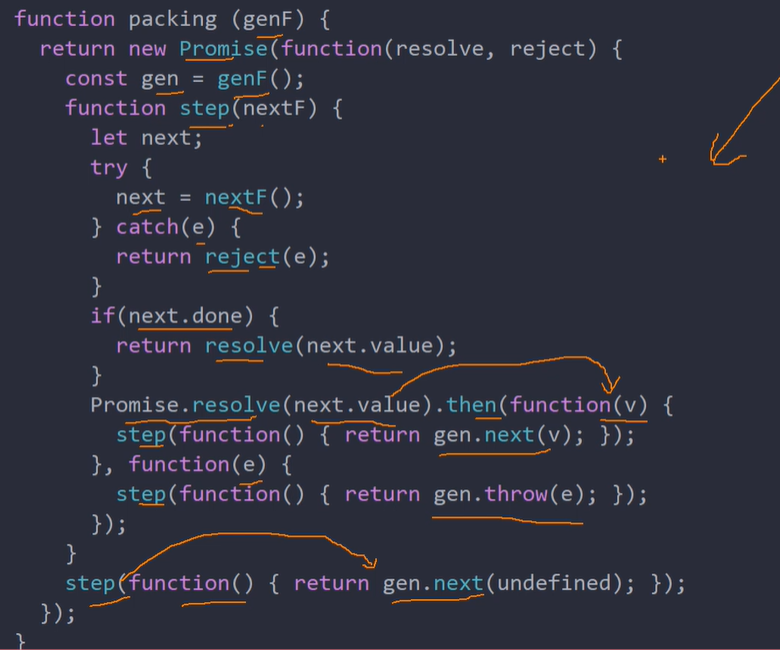 function packing (genF) {
return new Promise(function(resolve, reject) {
const gen = genF();
function step(nextF) {
let next;
try {
next = nextF();
} catch(e) {
return reject(e);
}
if(next.done) {
return resolve(next.value);
}
Promise.resolve(next.value).then(function(v) {
step(function() { return gen.next(v); });
}, function(e) {
step(function() { return gen.throw(e); });
});
}
step(function() { return gen.next(undefined); });
});
}